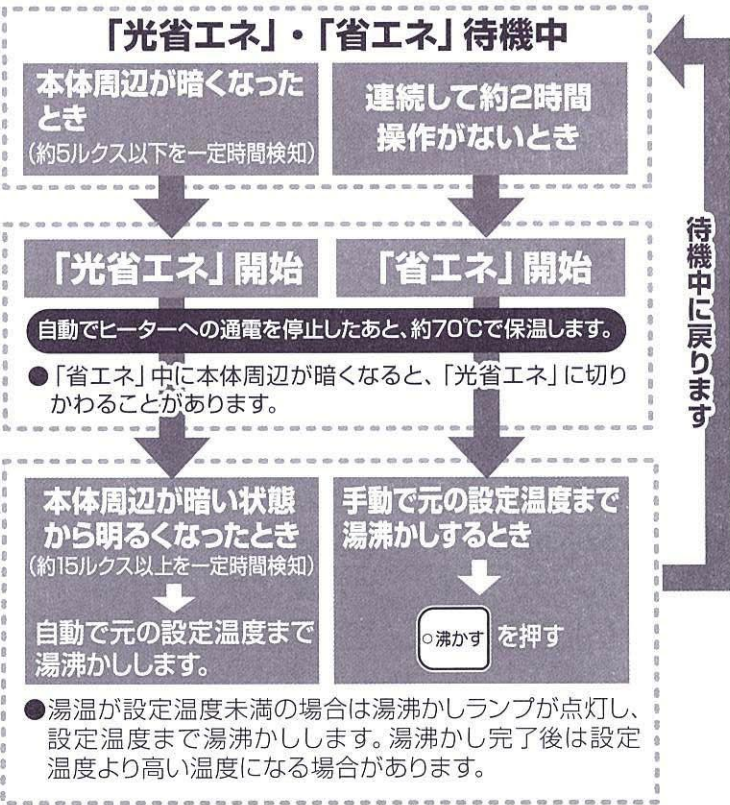 「光省エネ」・「省エネ」待機中
本体周辺が暗くなった
とき
(約5ルクス以下を一定時間検知)
連続して約2時間
操作がないとき
「光省エネ」開始
「省エネ」開始
自動でヒーターへの通電を停止したあと、約70℃で保温します。
●「省エネ」中に本体周辺が暗くなると、「光省エネ」に切り
かわることがあります。
本体周辺が暗い状態
から明るくなったとき
(約15ルクス以上を一定時間検知)
自動で元の設定温度まで
湯沸かしします。
手動で元の設定温度まで
湯沸かしするとき
○沸かす を押す
●湯温が設定温度未満の場合は湯沸かしランプが点灯し、
設定温度まで湯沸かしします。湯沸かし完了後は設定
温度より高い温度になる場合があります。
待機中に戻ります